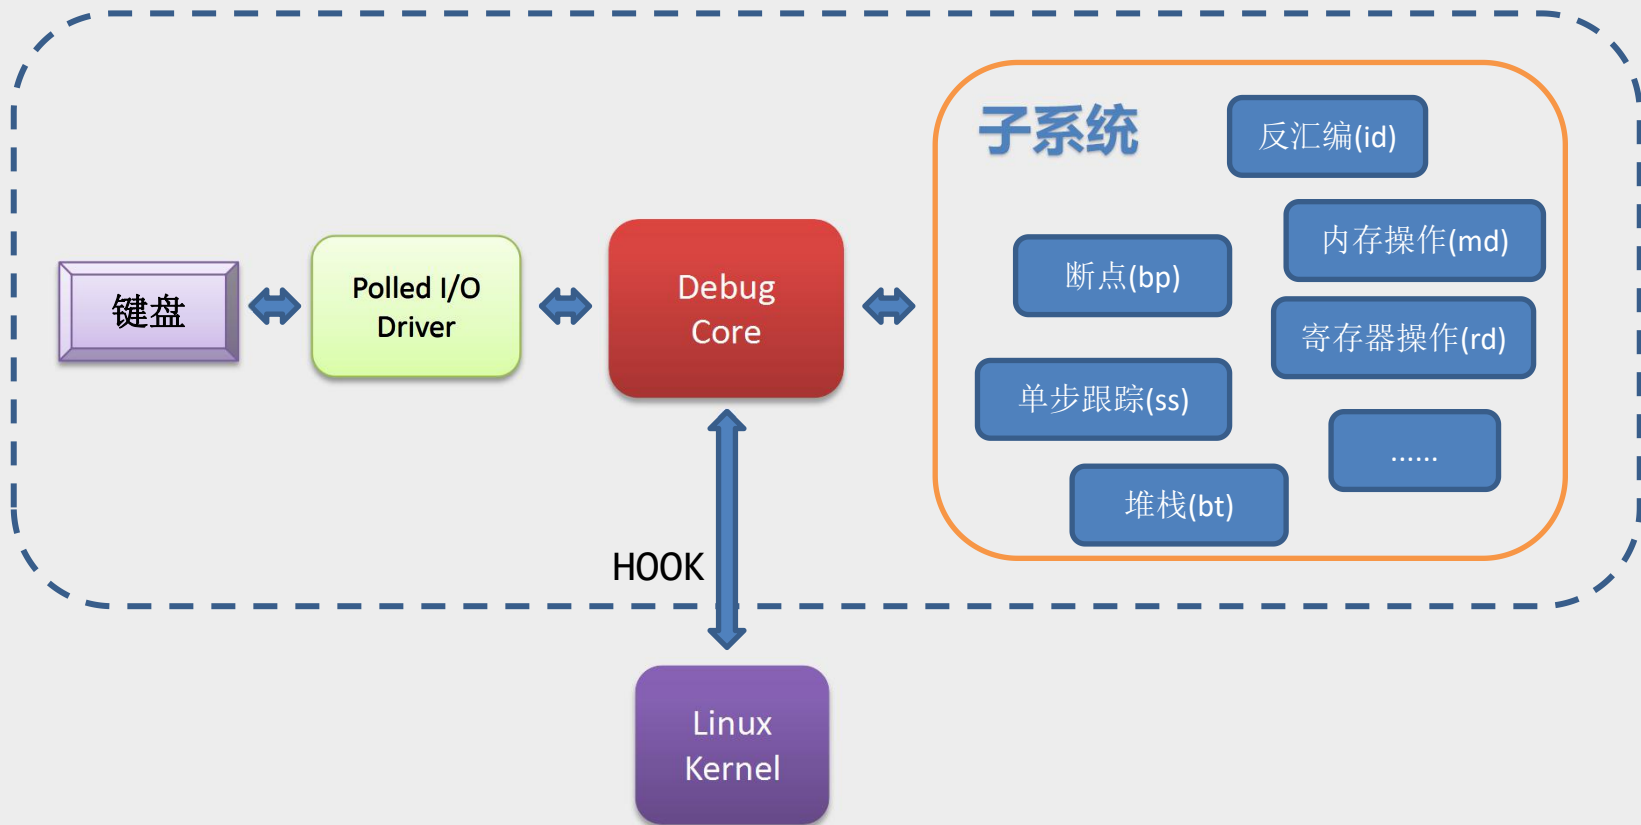 子系统
反汇编(id)
内存操作(md)
断点(bp)
寄存器操作(rd)
单步跟踪(ss)
......
堆栈(bt)
键盘
Polled I/O
Driver
Debug
Core
HOOK
Linux
Kernel